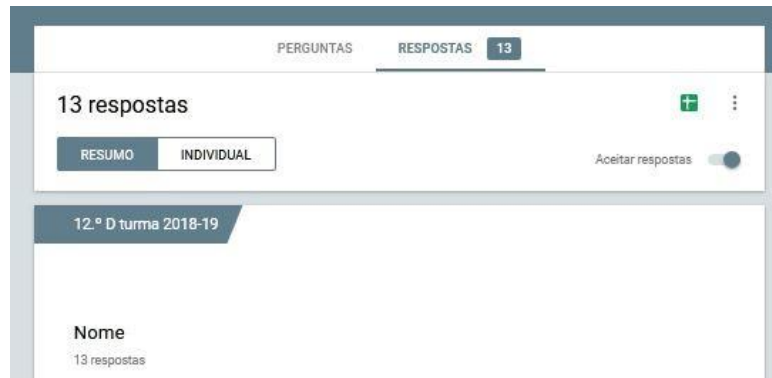 PERGUNTAS RESPOSTAS 13
13 respostas
RESUMO INDIVIDUAL
Aceitar respostas
12.º D turma 2018-19
Nome
13 respostas